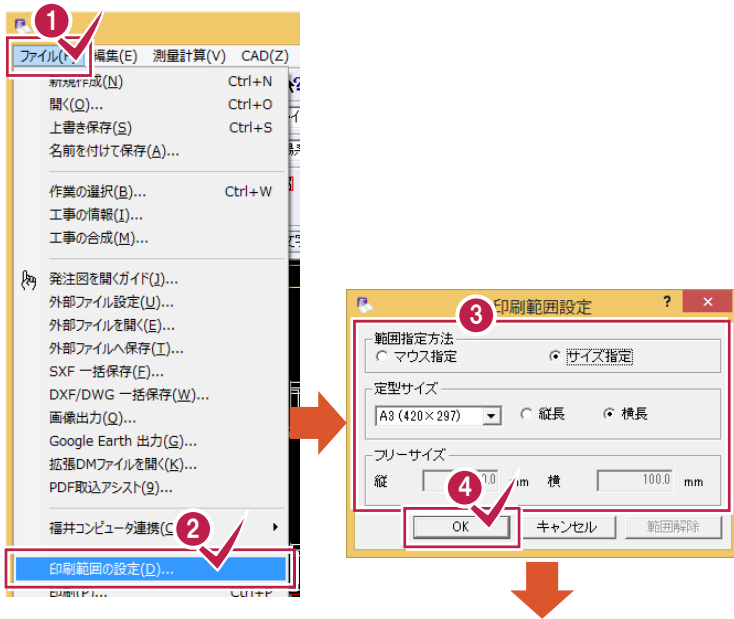 1
ファイル(F) 編集(E) 測量計算(V) CAD(Z)
新規作成(N) Ctrl+N
開く(O)... Ctrl+O
上書き保存(S) Ctrl+S
名前を付けて保存(A)...
作業の選択(B)... Ctrl+W
工事の情報(I)...
工事の合成(M)...
発注図を開くガイド(J)...
外部ファイル設定(U)...
外部ファイルを開く(E)...
外部ファイルへ保存(T)...
SXF 一括保存(F)...
DXF/DWG 一括保存(W)...
画像出力(Q)...
Google Earth 出力(G)...
拡張DMファイルを開く(K)...
PDF取込アシスト(9)...
福井コンピュータ連携(
2
印刷範囲の設定(D)...
印刷(P)... Ctrl+P
印刷範囲設定 ? ×
3
範囲指定方法
マウス指定 サイズ指定
定型サイズ
A3 (420×297) 縦長 横長
フリーサイズ
縦 mm 横 100.0 mm
4
OK キャンセル 範囲解除